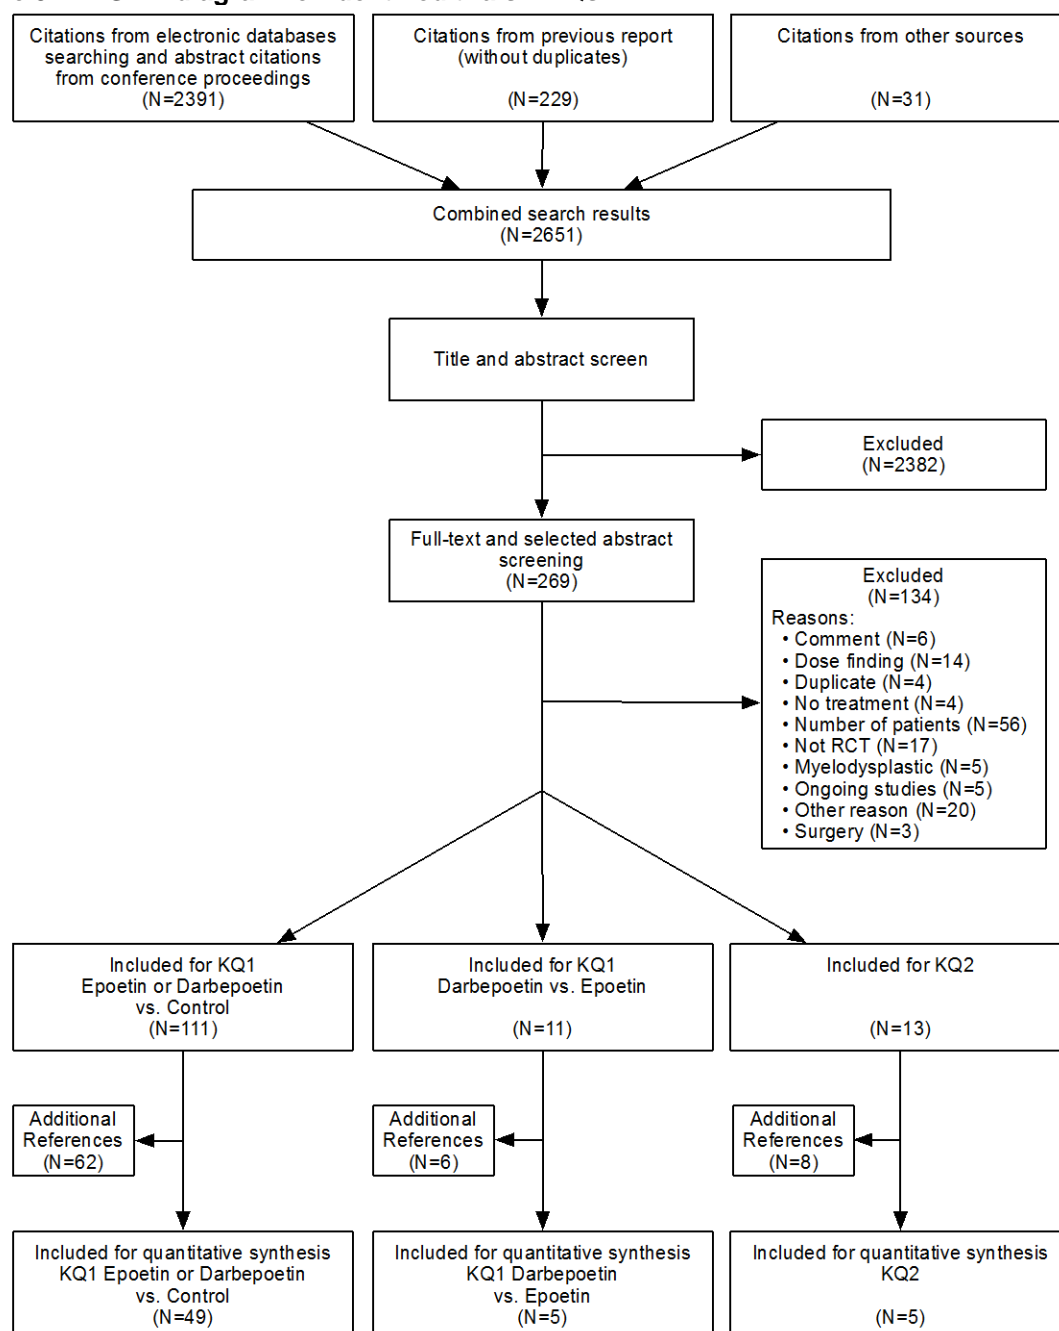 Citations from electronic databases
searching and abstract citations
from conference proceedings
(N=2391)
Citations from previous report
(without duplicates)
(N=229)
Citations from other sources
(N=31)
Combined search results
(N=2651)
Title and abstract screen
Excluded
(N=2382)
Full-text and selected abstract
screening
(N=269)
Excluded
(N=134)
Reasons:
• Comment (N=6)
• Dose finding (N=14)
• Duplicate (N=4)
• No treatment (N=4)
• Number of patients (N=56)
• Not RCT (N=17)
• Myelodysplastic (N=5)
• Ongoing studies (N=5)
• Other reason (N=20)
• Surgery (N=3)
Included for KQ1
Epoetin or Darbepoetin
vs. Control
(N=111)
Included for KQ1
Darbepoetin vs. Epoetin
(N=11)
Included for KQ2
(N=13)
Additional
References
(N=62)
Additional
References
(N=6)
Additional
References
(N=8)
Included for quantitative synthesis
KQ1 Epoetin or Darbepoetin
vs. Control
(N=49)
Included for quantitative synthesis
KQ1 Darbepoetin
vs. Epoetin
(N=5)
Included for quantitative synthesis
KQ2
(N=5)